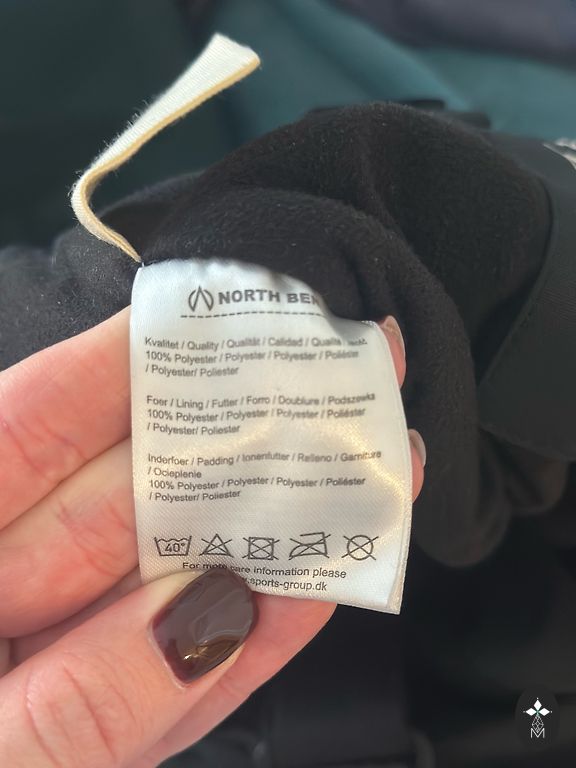 NORTH BEN
Kvalitet / Quality / Qualität / Calidad / Qualité
100% Polyester / Polyester / Polyester / Poliéster
/ Polyester/ Poliester
Foer / Lining / Futter / Forro / Doublure / Podszewka
100% Polyester / Polyester / Polyester / Poliéster
/ Polyester/ Poliester
Inderfoer / Padding / Innenfutter / Relleno / Garniture
/ Ocieplenie
100% Polyester / Polyester / Polyester / Poliéster
/ Polyester/ Poliester
40°
For more care information please
w.sports-group.dk
M